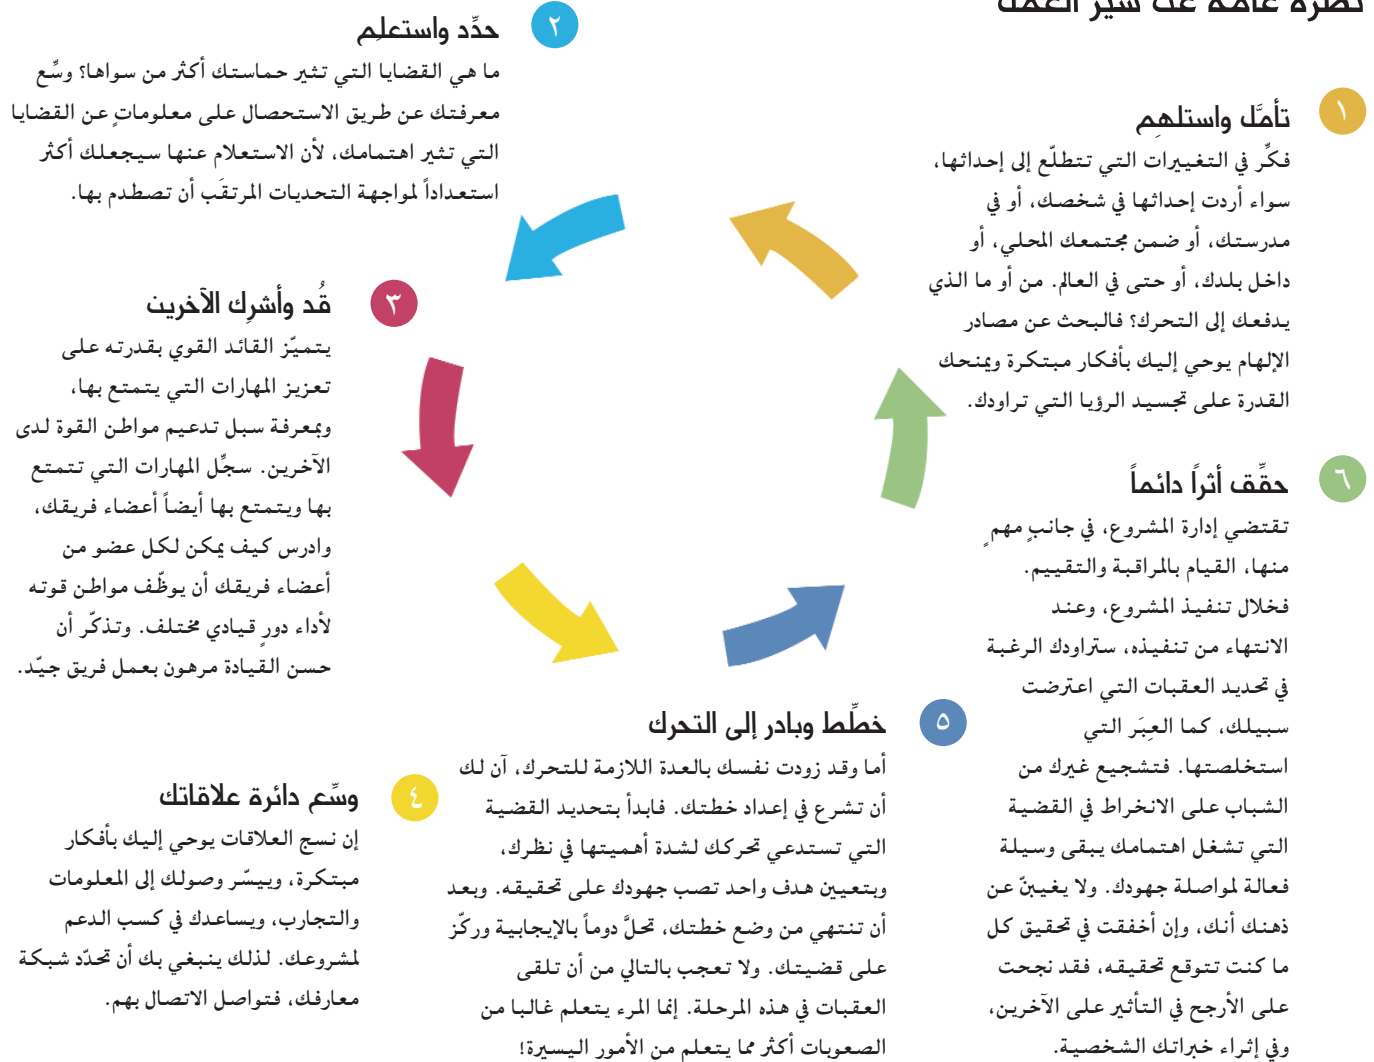 نظرة عامة عن سير العمل
١
تأمَّل واستلهِم
فكِّر في التغييرات التي تتطلّع إلى إحداثها،
سواء أردت إحداثها في شخصك، أو في
مدرستك، أو ضمن مجتمعك المحلي، أو
داخل بلدك، أو حتى في العالم. من أو ما الذي
يدفعك إلى التحرك؟ فالبحث عن مصادر
الإلهام يوحي إليك بأفكار مبتكرة ويمنحك
القدرة على تجسيد الرؤيا التي تراودك.
٢
حدِّد واستعلِم
ما هي القضايا التي تثير حماستك أكثر من سواها؟ وسِّع
معرفتك عن طريق الاستحصال على معلوماتٍ عن القضايا
التي تثير اهتمامك، لأن الاستعلام عنها سيجعلك أكثر
استعداداً لمواجهة التحديات المرتقَب أن تصطدم بها.
٣
قُد وأشرِك الآخرين
يتميّز القائد القوي بقدرته على
تعزيز المهارات التي يتمتع بها،
وبمعرفة سبل تدعيم مواطن القوة لدى
الآخرين. سجِّل المهارات التي تتمتع
بها ويتمتع بها أيضاً أعضاء فريقك،
وادرس كيف يمكن لكل عضو من
أعضاء فريقك أن يوظّف مواطن قوته
لأداء دورٍ قيادي مختلف. وتذكّر أن
حسن القيادة مرهون بعمل فريق جيّد.
٤
وسِّع دائرة علاقاتك
إن نسج العلاقات يوحي إليك بأفكار
مبتكرة، وييسّر وصولك إلى المعلومات
والتجارب، ويساعدك في كسب الدعم
لمشروعك. لذلك ينبغي بك أن تحدّد شبكة
معارفك، فتواصل الاتصال بهم.
٥
خطِّط وبادر إلى التحرك
أما وقد زودت نفسك بالعدة اللازمة للتحرك، آن لك
أن تشرع في إعداد خطتك. فابدأ بتحديد القضية
التي تستدعي تحركك لشدة أهميتها في نظرك،
وبتعيين هدف واحد تصب جهودك على تحقيقه. وبعد
أن تنتهي من وضع خطتك، تحلَّ دوماً بالإيجابية وركّز
على قضيتك. ولا تعجب بالتالي من أن تلقى
العقبات في هذه المرحلة. إنما المرء يتعلم غالبا من
الصعوبات أكثر مما يتعلم من الأمور اليسيرة!
٦
حقِّق أثراً دائماً
تقتضي إدارة المشروع، في جانبٍ مهمٍ
منها، القيام بالمراقبة والتقييم.
فخلال تنفيذ المشروع، وعند
الانتهاء من تنفيذه، ستراودك الرغبة
في تحديد العقبات التي اعترضت
سبيلك، كما العِبَر التي
استخلصتها. فتشجيع غيرك من
الشباب على الانخراط في القضية
التي تشغل اهتمامك يبقى وسيلة
فعالة لمواصلة جهودك. ولا يغيبنّ عن
ذهنك أنك، وإن أخفقت في تحقيق كل
ما كنت تتوقع تحقيقه، فقد نجحت
على الأرجح في التأثير على الآخرين،
وفي إثراء خبراتك الشخصية.